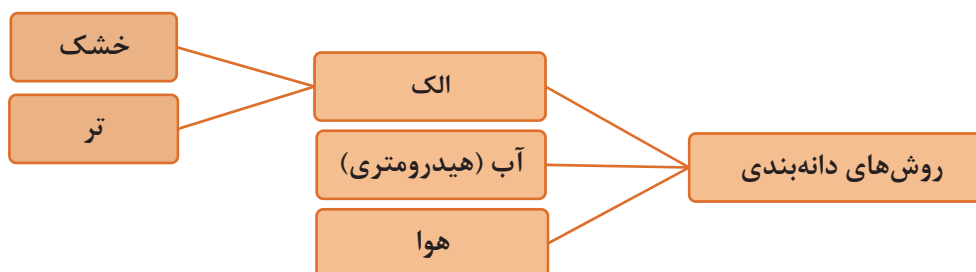 روش‌های دانه‌بندی
الک
آب (هیدرومتری)
هوا
خشک
تر